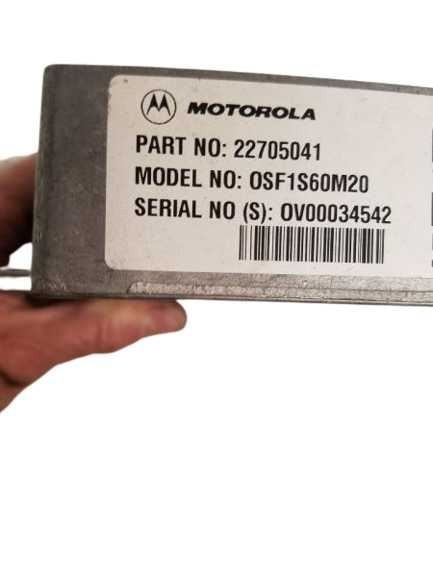 MOTOROLA
PART NO: 22705041
MODEL NO: OSF1S60M20
SERIAL NO (S): OV00034542